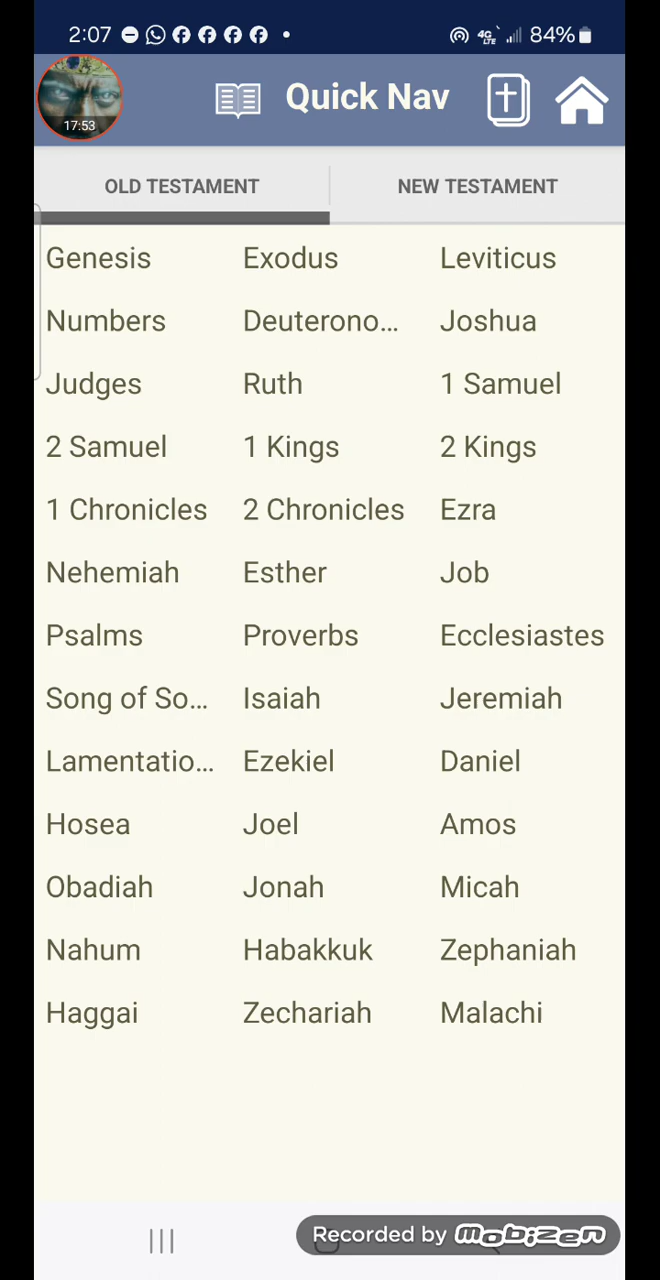 2:07 84%
4G LTE
17:53 Quick Nav
OLD TESTAMENT NEW TESTAMENT
Genesis Exodus Leviticus
Numbers Deuterono... Joshua
Judges Ruth 1 Samuel
2 Samuel 1 Kings 2 Kings
1 Chronicles 2 Chronicles Ezra
Nehemiah Esther Job
Psalms Proverbs Ecclesiastes
Song of So... Isaiah Jeremiah
Lamentatio... Ezekiel Daniel
Hosea Joel Amos
Obadiah Jonah Micah
Nahum Habakkuk Zephaniah
Haggai Zechariah Malachi
Recorded by mobizen